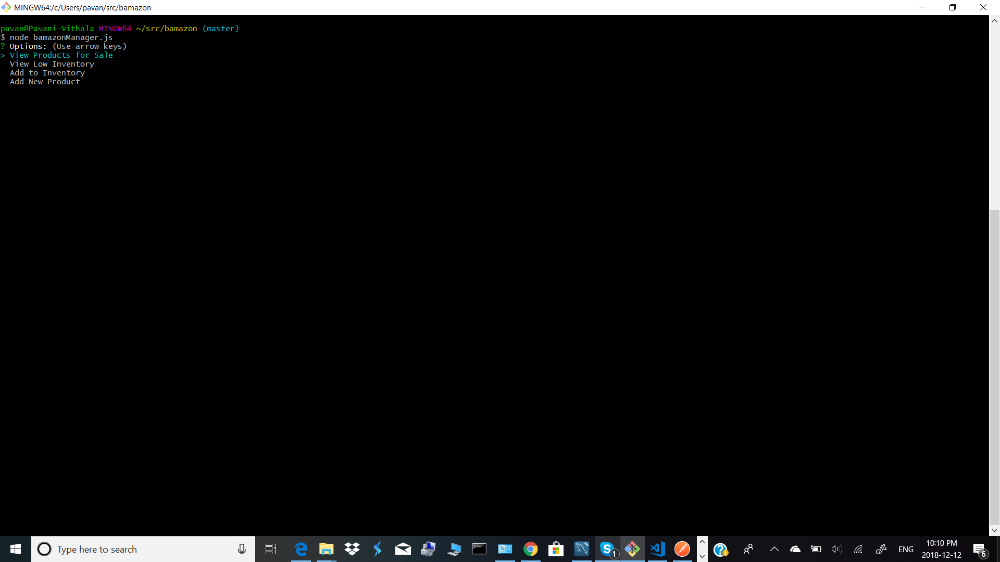 MINGW64:/c/Users/pavan/src/bamazon
pavan@Pavani-Vithala MINGW64 ~/src/bamazon (master)
$ node bamazonManager.js
? Options: (Use arrow keys)
> View Products for Sale
View Low Inventory
Add to Inventory
Add New Product
Type here to search
1
ENG
10:10 PM
2018-12-12
6